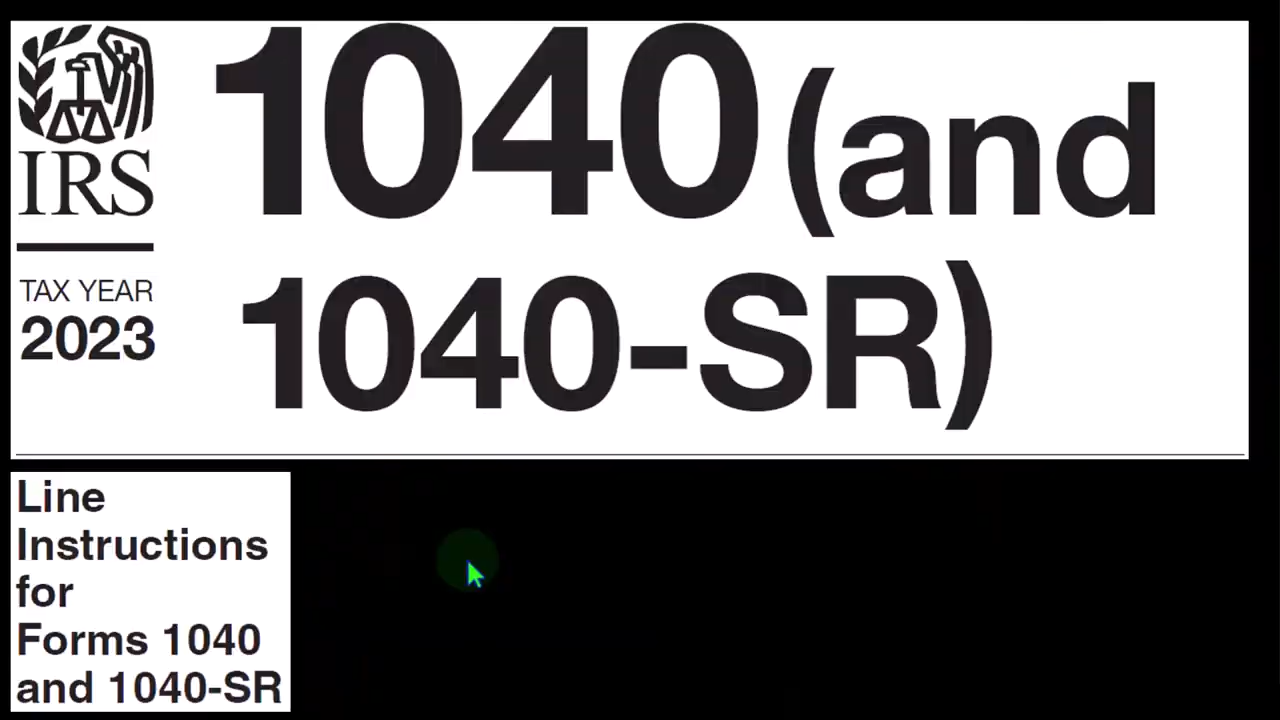 IRS
TAX YEAR
2023
1040 (and
1040-SR)
Line
Instructions
for
Forms 1040
and 1040-SR